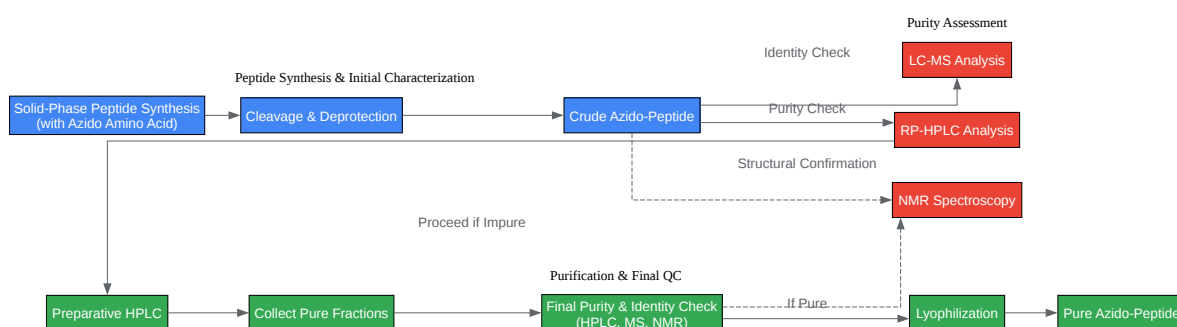 Purity Assessment
Identity Check
LC-MS Analysis
Peptide Synthesis & Initial Characterization
Solid-Phase Peptide Synthesis
(with Azido Amino Acid)
Cleavage & Deprotection
Crude Azido-Peptide
Purity Check
RP-HPLC Analysis
Structural Confirmation
NMR Spectroscopy
Proceed if Impure
Purification & Final QC
Preparative HPLC
Collect Pure Fractions
Final Purity & Identity Check
(HPLC, MS, NMR)
If Pure
Lyophilization
Pure Azido-Peptide